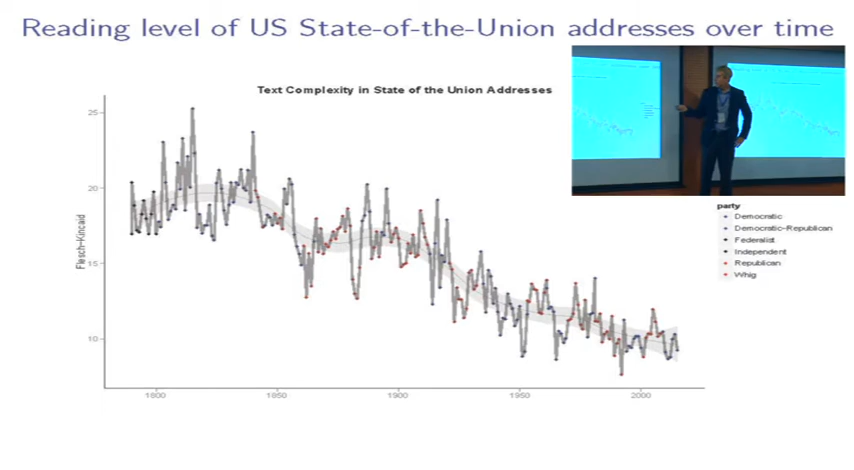 Reading level of US State-of-the-Union addresses over time
Text Complexity in State of the Union Addresses
25
20
15
10
Flesch-Kincaid
1800
1850
1900
1950
2000
party
Democratic
Democratic-Republican
Federalist
Independent
Republican
Whig